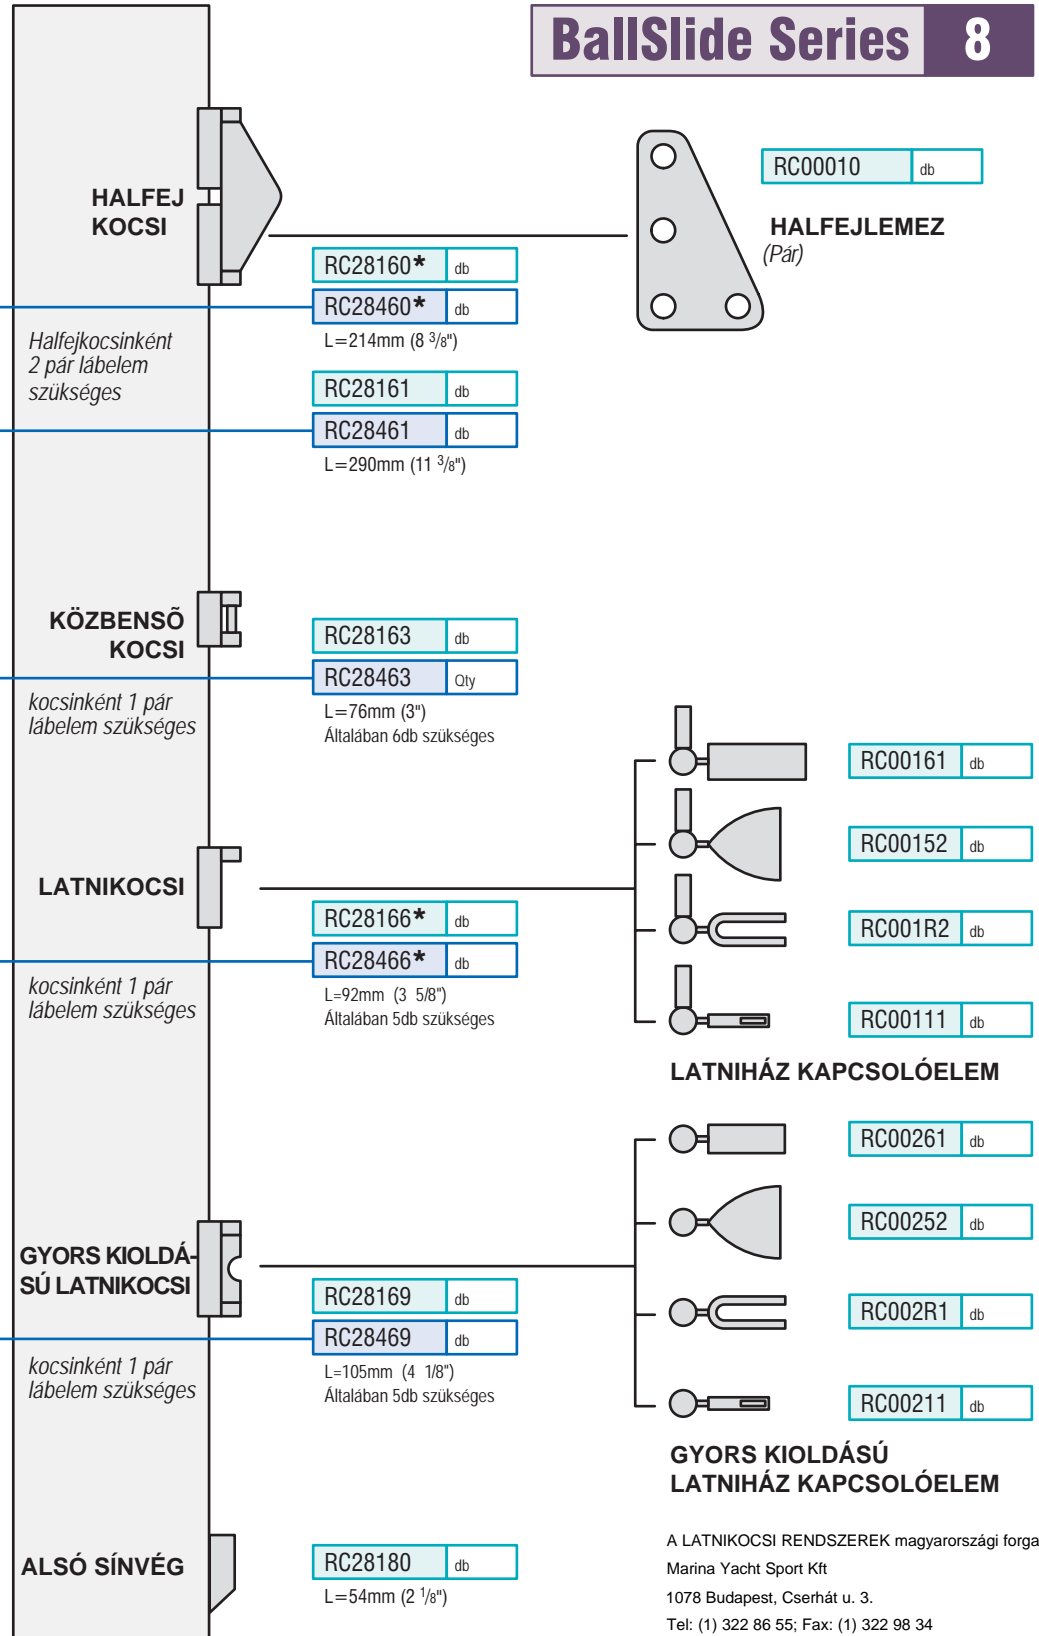 BallSlide Series 8
HALFEJ
KOCSI
RC28160* db
RC28460* db
L=214mm (8 3/8")
Halfejkocsinként
2 pár lábelem
szükséges
RC28161 db
RC28461 db
L=290mm (11 3/8")
RC00010 db
HALFEJLEMEZ
(Pár)
KÖZBENSÕ
KOCSI
RC28163 db
RC28463 Qty
L=76mm (3")
Általában 6db szükséges
kocsinként 1 pár
lábelem szükséges
LATNIKOCSI
RC28166* db
RC28466* db
L=92mm (3 5/8")
Általában 5db szükséges
kocsinként 1 pár
lábelem szükséges
RC00161 db
RC00152 db
RC001R2 db
RC00111 db
LATNIHÁZ KAPCSOLÓELEM
GYORS KIOLDÁ-
SÚ LATNIKOCSI
RC28169 db
RC28469 db
L=105mm (4 1/8")
Általában 5db szükséges
kocsinként 1 pár
lábelem szükséges
RC00261 db
RC00252 db
RC002R1 db
RC00211 db
GYORS KIOLDÁSÚ
LATNIHÁZ KAPCSOLÓELEM
ALSÓ SÍNVÉG
RC28180 db
L=54mm (2 1/8")
A LATNIKOCSI RENDSZEREK magyarországi forga
Marina Yacht Sport Kft
1078 Budapest, Cserhát u. 3.
Tel: (1) 322 86 55; Fax: (1) 322 98 34